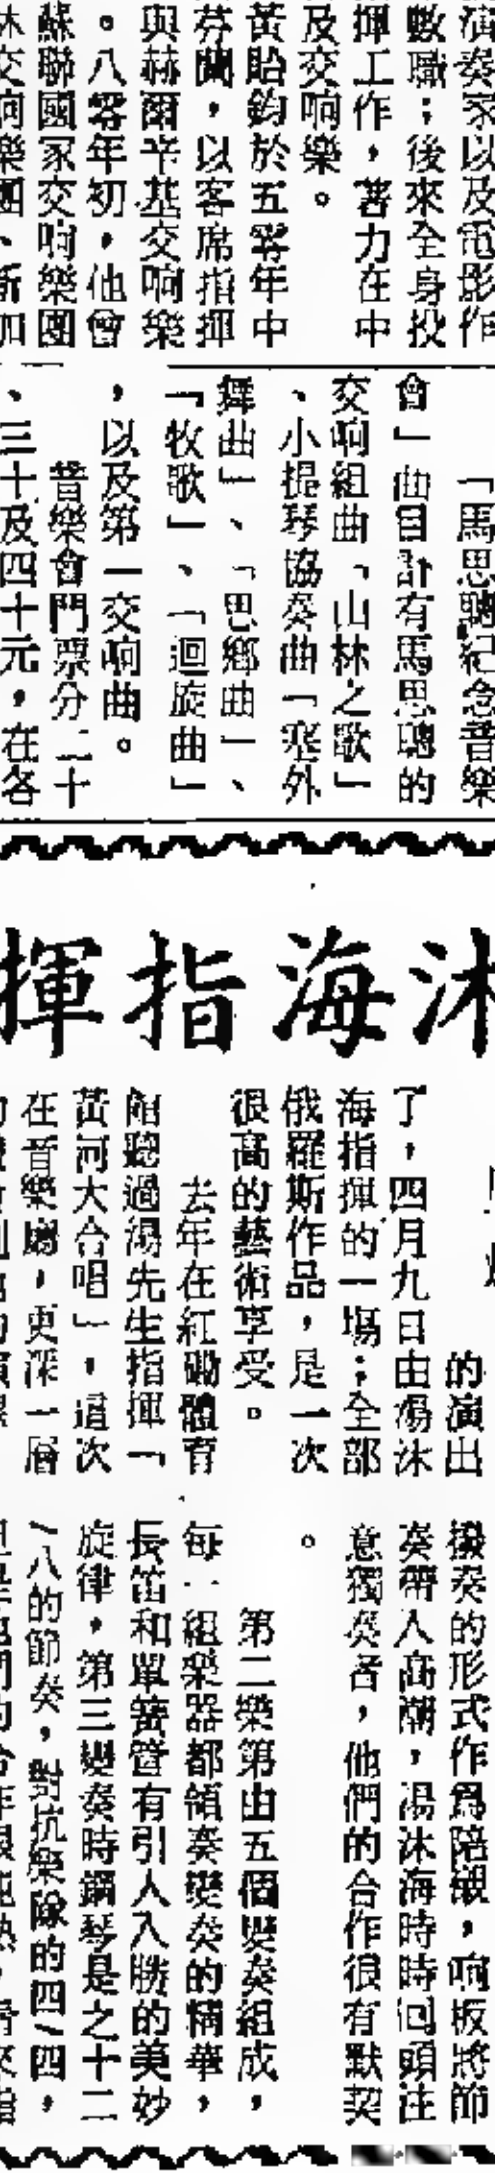 演奏家以及電影作
數職；後來全身投
揮工作，著力在中
及交响樂。
黃貽鈞於五零年中
芬蘭，以客席指揮
與赫爾辛基交响樂
。八零年初，他曾
蘇聯國家交响樂團
林交响樂團、新加
「馬思聰紀念音樂
會」曲目計有馬思聰的
交响組曲「山林之歌」
、小提琴協奏曲「塞外
舞曲」、「思鄉曲」、
「牧歌」、「迴旋曲」
，以及第一交响曲。
音樂會門票分二十
、三十及四十元，在各
沐海指揮
的演出
了，四月九日由湯沐
海指揮的一場；全部
俄羅斯作品，是一次
很高的藝術享受。
去年在紅磡體育
館聽過湯先生指揮「
黃河大合唱」，這次
在音樂廳，更深一層
撥奏的形式作爲陪襯，响板將節
奏帶入高潮，湯沐海時時回頭注
意獨奏者，他們的合作很有默契
。
第二樂第由五個變奏組成，
每一組樂器都領奏變奏的精華，
長笛和單簧管有引人入勝的美妙
旋律，第三變奏時鋼琴是之十二
/八的節奏，對抗樂隊的四/四，